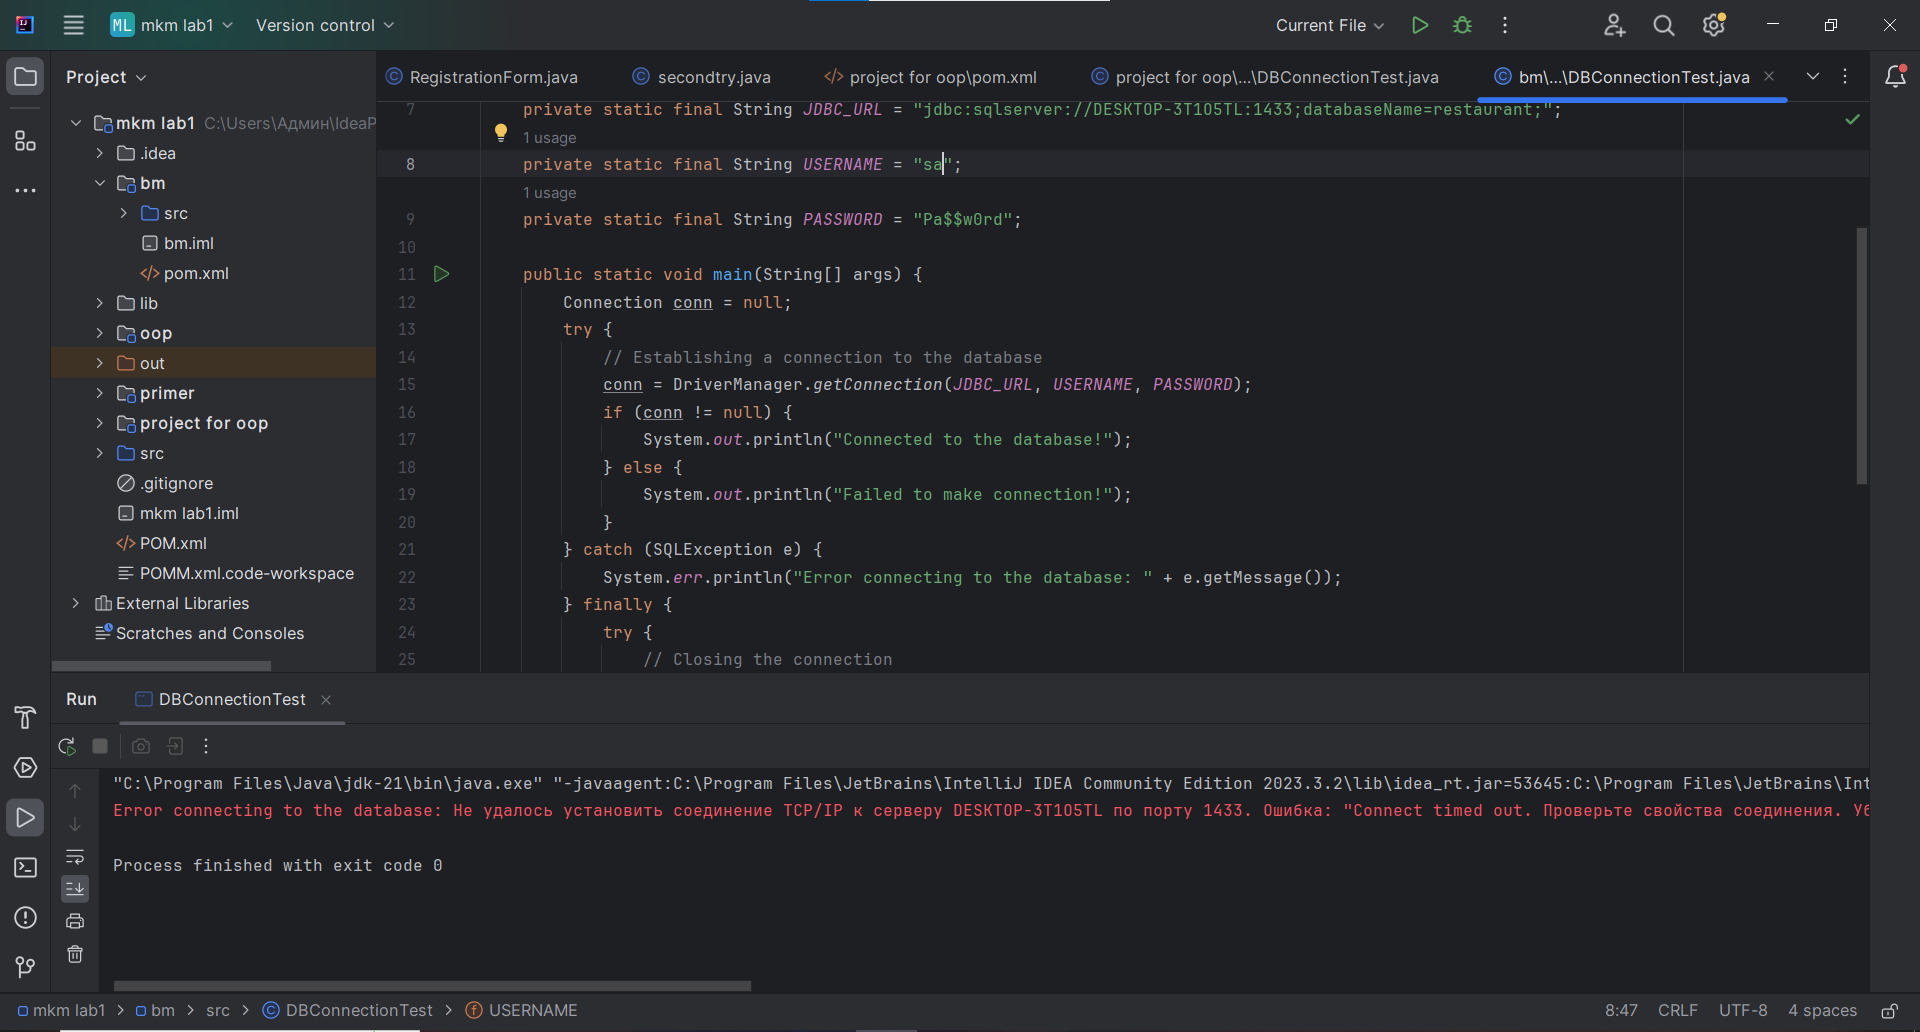 ML mkm lab1 Version control Current File
Project
RegistrationForm.java secondtry.java project for oop\pom.xml project for oop\...\DBConnectionTest.java bm\...\DBConnectionTest.java
mkm lab1 C:\Users\Админ\IdeaP
.idea
bm
src
bm.iml
pom.xml
lib
oop
out
primer
project for oop
src
.gitignore
mkm lab1.iml
POM.xml
POMM.xml.code-workspace
External Libraries
Scratches and Consoles
7 private static final String JDBC_URL = "jdbc:sqlserver://DESKTOP-3T1O5TL:1433;databaseName=restaurant;";
1 usage
8 private static final String USERNAME = "sa";
1 usage
9 private static final String PASSWORD = "Pa$$w0rd";
10
11 public static void main(String[] args) {
12 Connection conn = null;
13 try {
14 // Establishing a connection to the database
15 conn = DriverManager.getConnection(JDBC_URL, USERNAME, PASSWORD);
16 if (conn != null) {
17 System.out.println("Connected to the database!");
18 } else {
19 System.out.println("Failed to make connection!");
20 }
21 } catch (SQLException e) {
22 System.err.println("Error connecting to the database: " + e.getMessage());
23 } finally {
24 try {
25 // Closing the connection
Run DBConnectionTest
"C:\Program Files\Java\jdk-21\bin\java.exe" "-javaagent:C:\Program Files\JetBrains\IntelliJ IDEA Community Edition 2023.3.2\lib\idea_rt.jar=53645:C:\Program Files\JetBrains\Int
Error connecting to the database: Не удалось установить соединение TCP/IP к серверу DESKTOP-3T1O5TL по порту 1433. Ошибка: "Connect timed out. Проверьте свойства соединения. Уб
Process finished with exit code 0
mkm lab1 > bm > src > DBConnectionTest > USERNAME 8:47 CRLF UTF-8 4 spaces